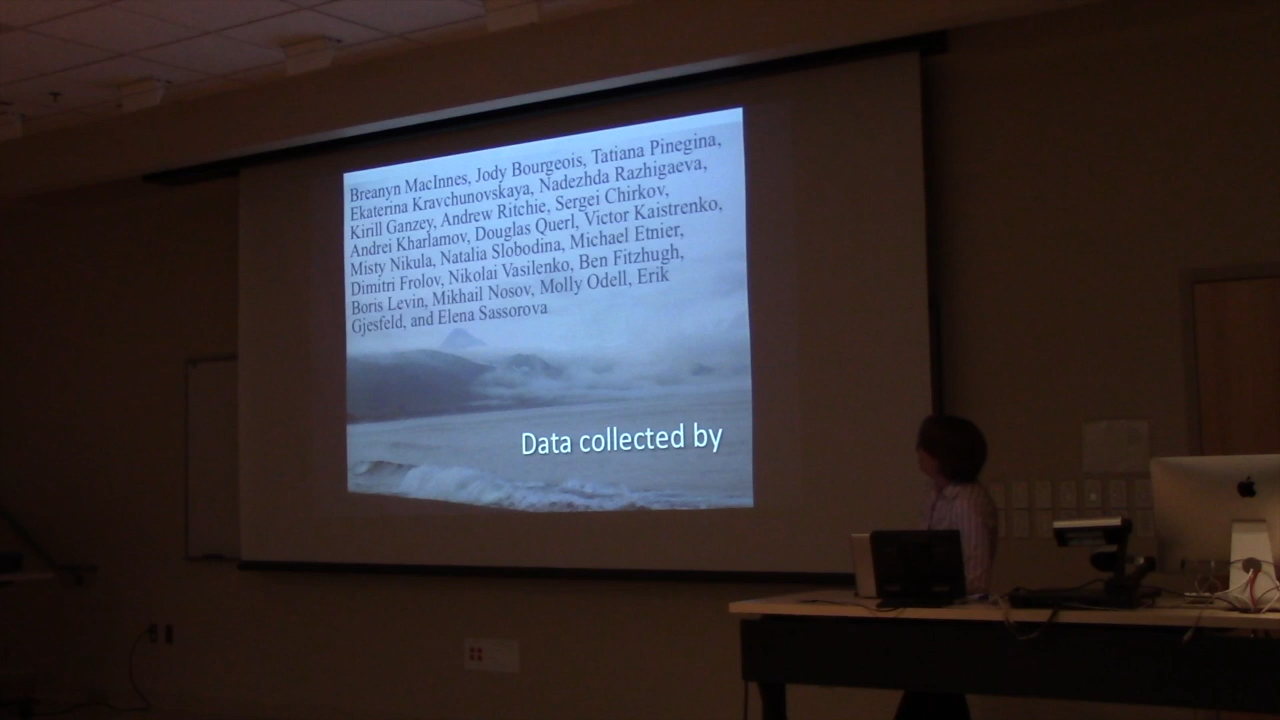 Breanyn MacInnes, Jody Bourgeois, Tatiana Pinegina,
Ekaterina Kravchunovskaya, Nadezhda Razhigaeva,
Kirill Ganzey, Andrew Ritchie, Sergei Chirkov,
Andrei Kharlamov, Douglas Querl, Victor Kaistrenko,
Misty Nikula, Natalia Slobodina, Michael Etnier,
Dimitri Frolov, Nikolai Vasilenko, Ben Fitzhugh,
Boris Levin, Mikhail Nosov, Molly Odell, Erik
Gjesfeld, and Elena Sassorova
Data collected by